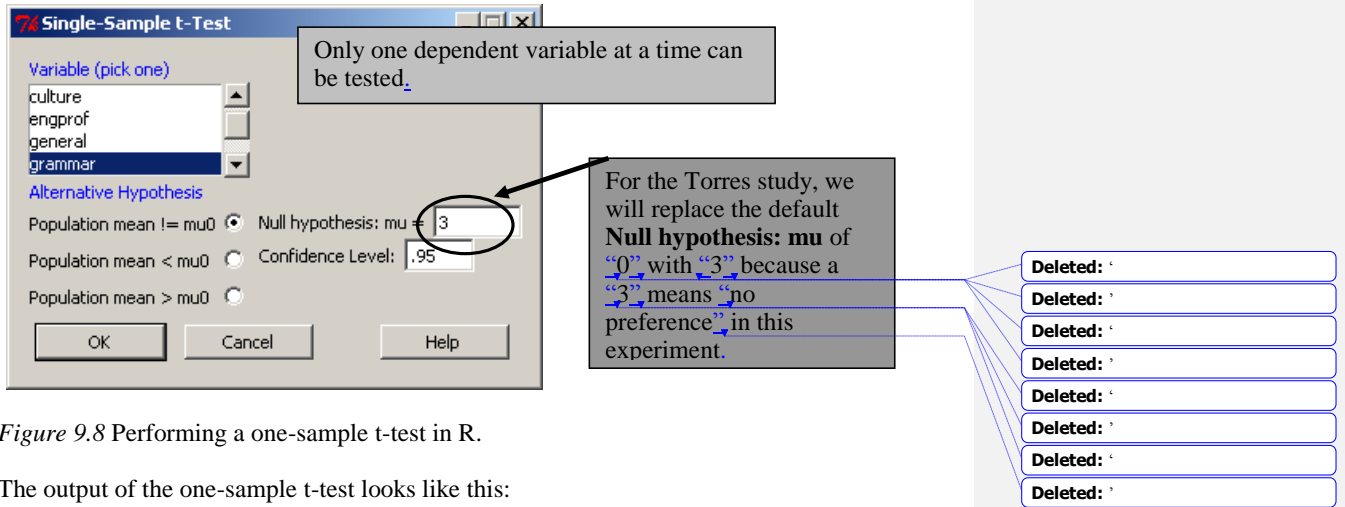 Single-Sample t-Test
Only one dependent variable at a time can
be tested.
Variable (pick one)
culture
engprof
general
grammar
Alternative Hypothesis
Population mean != mu0 Null hypothesis: mu = 3
Population mean < mu0 Confidence Level: .95
Population mean > mu0
OK Cancel Help
For the Torres study, we
will replace the default
Null hypothesis: mu of
“0” with “3” because a
“3” means “no
preference” in this
experiment.
Deleted: ‘
Deleted: ’
Deleted: ‘
Deleted: ’
Deleted: ‘
Deleted: ’
Deleted: ‘
Deleted: ’
Figure 9.8 Performing a one-sample t-test in R.
The output of the one-sample t-test looks like this: